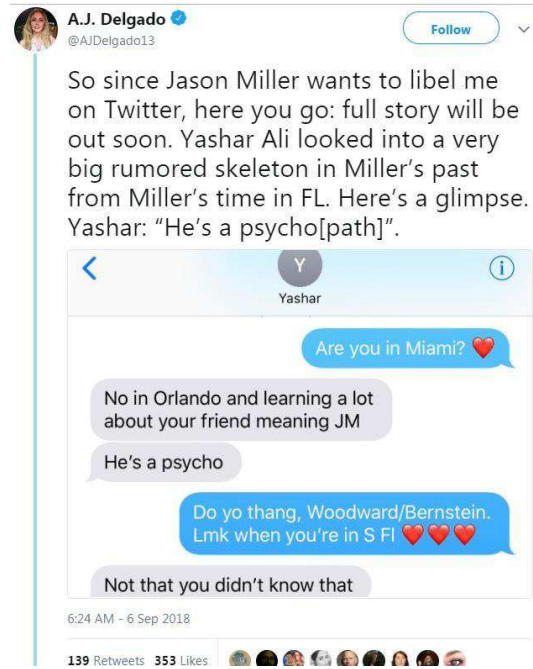 A.J. Delgado
@AJDelgado13
Follow
So since Jason Miller wants to libel me
on Twitter, here you go: full story will be
out soon. Yashar Ali looked into a very
big rumored skeleton in Miller's past
from Miller's time in FL. Here's a glimpse.
Yashar: “He's a psycho[path]”.
Y
Yashar
Are you in Miami? ❤️
No in Orlando and learning a lot
about your friend meaning JM
He's a psycho
Do yo thang, Woodward/Bernstein.
Lmk when you're in S Fl ❤️❤️❤️
Not that you didn't know that
6:24 AM - 6 Sep 2018
139 Retweets 353 Likes